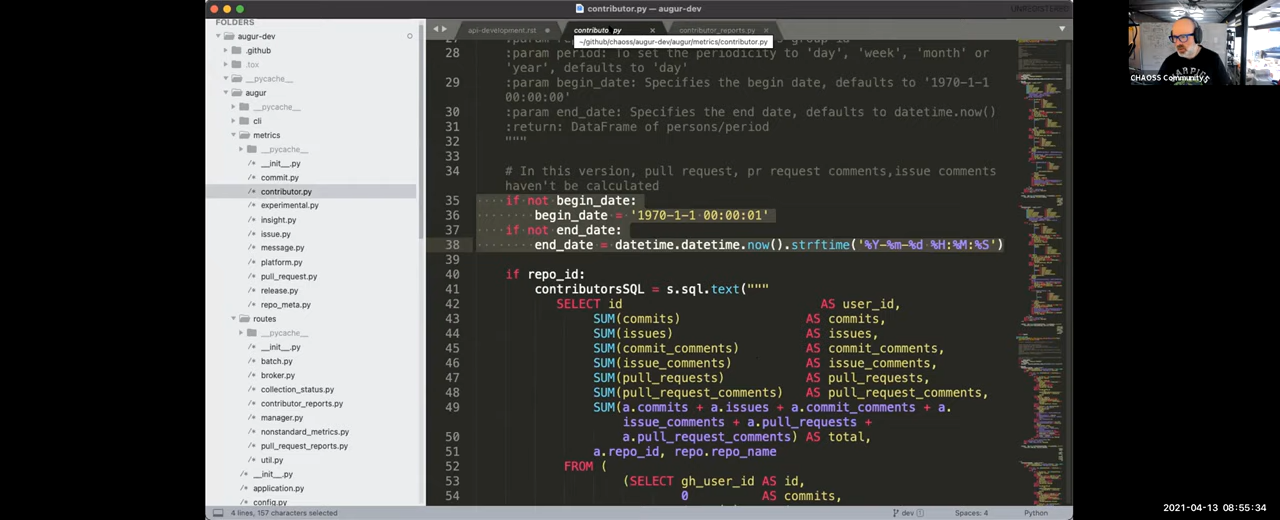 contributor.py — augur-dev
UNREGISTERED
FOLDERS
augur-dev
.github
.tox
__pycache__
augur
__pycache__
cli
metrics
__pycache__
/* __init__.py
/* commit.py
/* contributor.py
/* experimental.py
/* insight.py
/* issue.py
/* message.py
/* platform.py
/* pull_request.py
/* release.py
/* repo_meta.py
routes
__pycache__
/* __init__.py
/* batch.py
/* broker.py
/* collection_status.py
/* contributor_reports.py
/* manager.py
/* nonstandard_metrics.py
/* pull_request_reports.py
/* util.py
/* __init__.py
/* application.py
/* config.py
api-development.rst
contributor_reports.py
~/github/chaoss/augur-dev/augur/metrics/contributor.py
28 :param period: To set the periodicity to 'day', 'week', 'month' or
'year', defaults to 'day'
29 :param begin_date: Specifies the begin date, defaults to '1970-1-1
00:00:00'
30 :param end_date: Specifies the end date, defaults to datetime.now()
31 :return: DataFrame of persons/period
32 """
33
34 # In this version, pull request, pr request comments,issue comments
haven't be calculated
35 if not begin_date:
36 begin_date = '1970-1-1 00:00:01'
37 if not end_date:
38 end_date = datetime.datetime.now().strftime('%Y-%m-%d %H:%M:%S')
39
40 if repo_id:
41 contributorsSQL = s.sql.text("""
42 SELECT id AS user_id,
43 SUM(commits) AS commits,
44 SUM(issues) AS issues,
45 SUM(commit_comments) AS commit_comments,
46 SUM(issue_comments) AS issue_comments,
47 SUM(pull_requests) AS pull_requests,
48 SUM(pull_request_comments) AS pull_request_comments,
49 SUM(a.commits + a.issues + a.commit_comments + a.
issue_comments + a.pull_requests +
50 a.pull_request_comments) AS total,
51 a.repo_id, repo.repo_name
52 FROM (
53 (SELECT gh_user_id AS id,
54 0 AS commits,
4 lines, 157 characters selected
dev
Spaces: 4
Python
CHAOSS Community
2021-04-13 08:55:34